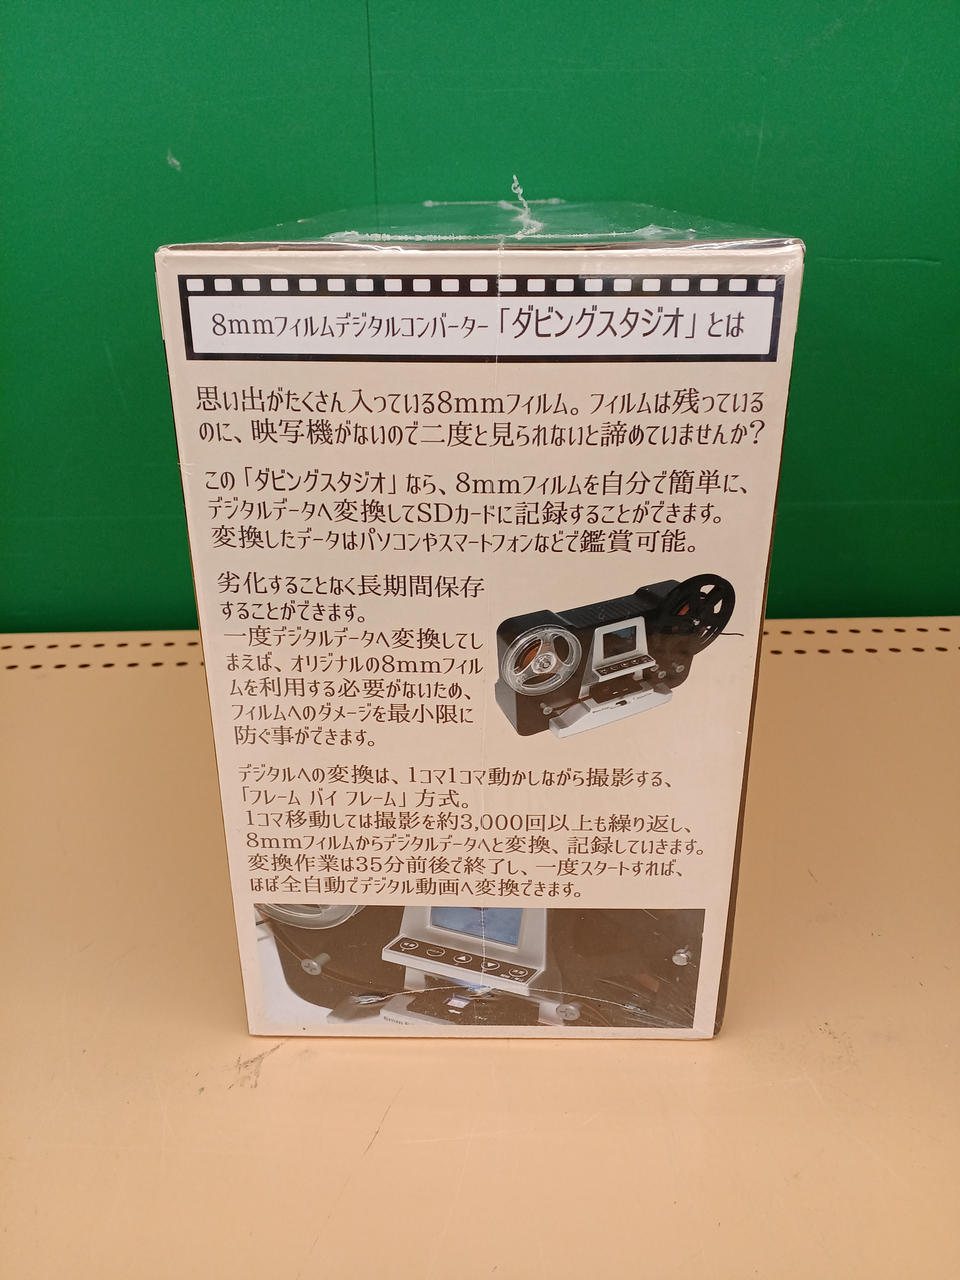 8mmフィルムデジタルコンバーター「ダビングスタジオ」とは
思い出がたくさん入っている8mmフィルム。フィルムは残っている
のに、映写機がないので二度と見られないと諦めていませんか?
この「ダビングスタジオ」なら、8mmフィルムを自分で簡単に、
デジタルデータへ変換してSDカードに記録することができます。
変換したデータはパソコンやスマートフォンなどで鑑賞可能。
劣化することなく長期間保存
することができます。
一度デジタルデータへ変換してし
まえば、オリジナルの8mmフィル
ムを利用する必要がないため、
フィルムへのダメージを最小限に
防ぐ事ができます。
デジタルへの変換は、1コマ1コマ動かしながら撮影する、
「フレーム バイ フレーム」方式。
1コマ移動しては撮影を約3,000回以上も繰り返し、
8mmフィルムからデジタルデータへと変換、記録していきます。
変換作業は35分前後で終了し、一度スタートすれば、
ほぼ全自動でデジタル動画へ変換できます。